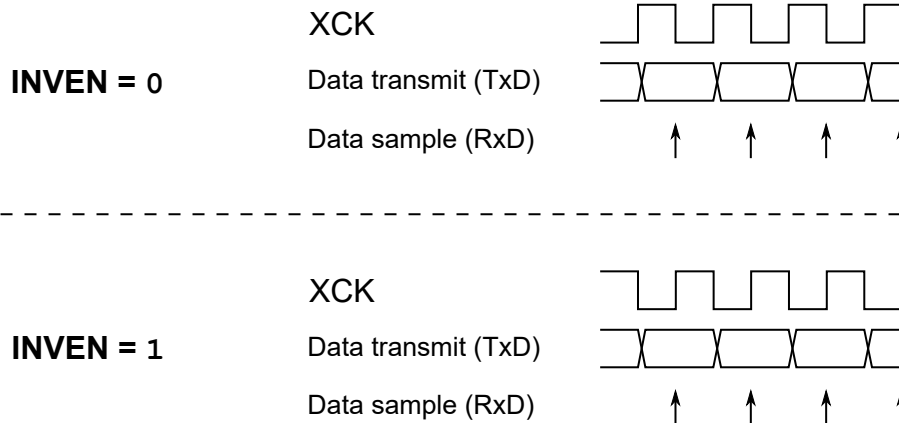 XCK
INVEN = 0
Data transmit (TxD)
Data sample (RxD)
XCK
INVEN = 1
Data transmit (TxD)
Data sample (RxD)